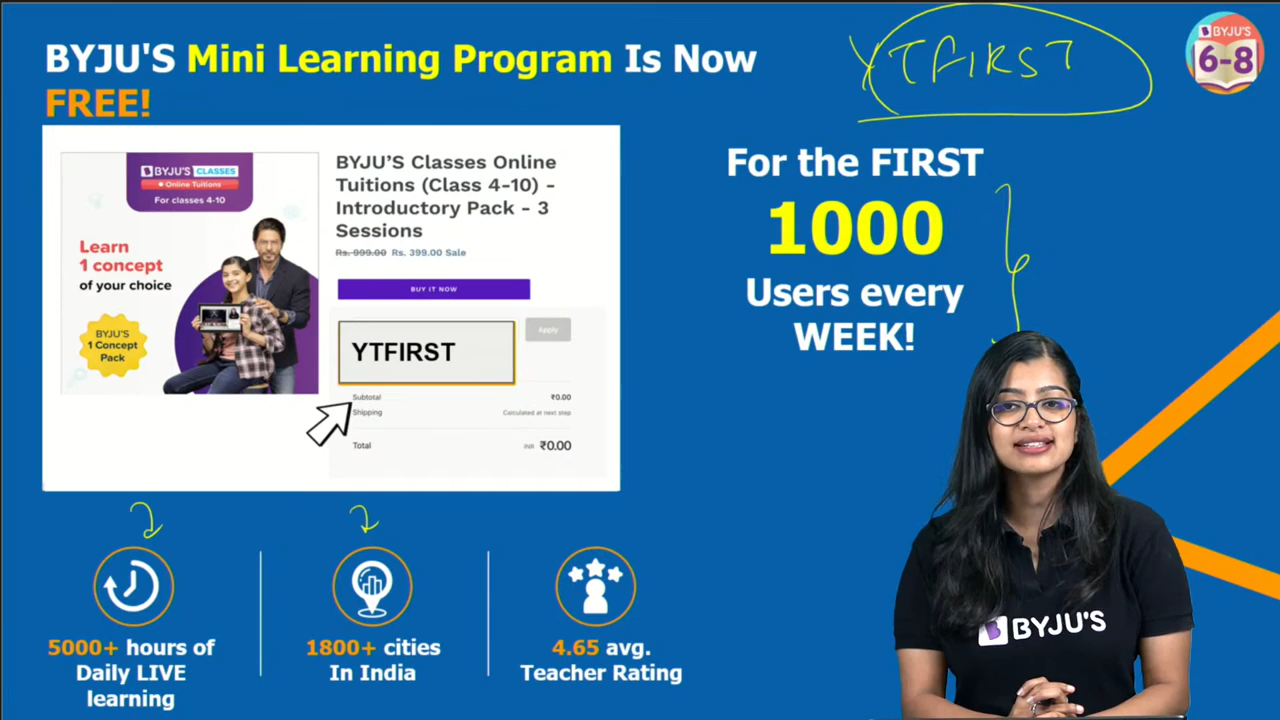 BYJU'S Mini Learning Program Is Now
FREE!
YTFIRST
BYJU'S
6-8
BYJU'S CLASSES
Online Tuitions
For classes 4-10
Learn
1 concept
of your choice
BYJU'S
1 Concept
Pack
BYJU'S Classes Online
Tuitions (Class 4-10) -
Introductory Pack - 3
Sessions
Rs. 999.00 Rs. 399.00 Sale
BUY IT NOW
YTFIRST
Apply
Subtotal ₹0.00
Shipping Calculated at next step
Total INR ₹0.00
For the FIRST
1000
Users every
WEEK!
5000+ hours of
Daily LIVE
learning
1800+ cities
In India
4.65 avg.
Teacher Rating
BYJU'S